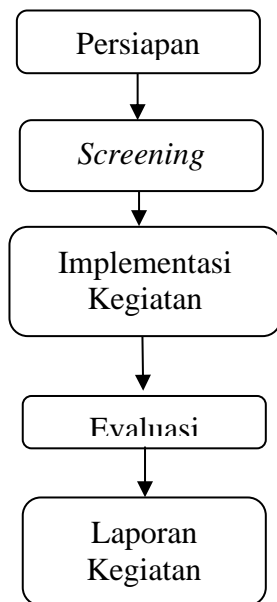 Persiapan
Screening
Implementasi
Kegiatan
Evaluasi
Laporan
Kegiatan